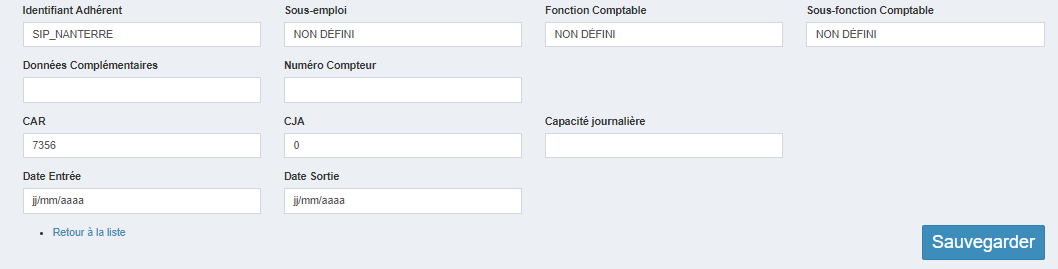 Identifiant Adhérent Sous-emploi Fonction Comptable Sous-fonction Comptable
SIP_NANTERRE NON DÉFINI NON DÉFINI NON DÉFINI
Données Complémentaires Numéro Compteur
CAR CJA Capacité journalière
7356 0
Date Entrée Date Sortie
jj/mm/aaaa jj/mm/aaaa
• Retour à la liste
Sauvegarder